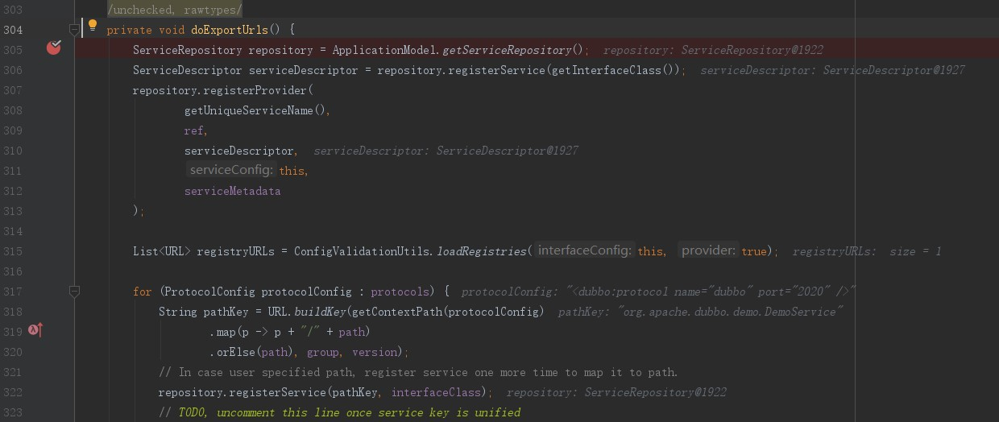 303 /unchecked, rawtypes/
304 private void doExportUrls() {
305 ServiceRepository repository = ApplicationModel.getServiceRepository(); repository: ServiceRepository@1922
306 ServiceDescriptor serviceDescriptor = repository.registerService(getInterfaceClass()); serviceDescriptor: ServiceDescriptor@1927
307 repository.registerProvider(
308 getUniqueServiceName(),
309 ref,
310 serviceDescriptor, serviceDescriptor: ServiceDescriptor@1927
311 serviceConfig: this,
312 serviceMetadata
313 );
314
315 List<URL> registryURLs = ConfigValidationUtils.loadRegistries( interfaceConfig: this, provider: true); registryURLs: size = 1
316
317 for (ProtocolConfig protocolConfig : protocols) { protocolConfig: "<dubbo:protocol name="dubbo" port="2020" />"
318 String pathKey = URL.buildKey(getContextPath(protocolConfig) pathKey: "org.apache.dubbo.demo.DemoService"
319 .map(p -> p + "/" + path)
320 .orElse(path), group, version);
321 // In case user specified path, register service one more time to map it to path.
322 repository.registerService(pathKey, interfaceClass); repository: ServiceRepository@1922
323 // TODO, uncomment this line once service key is unified